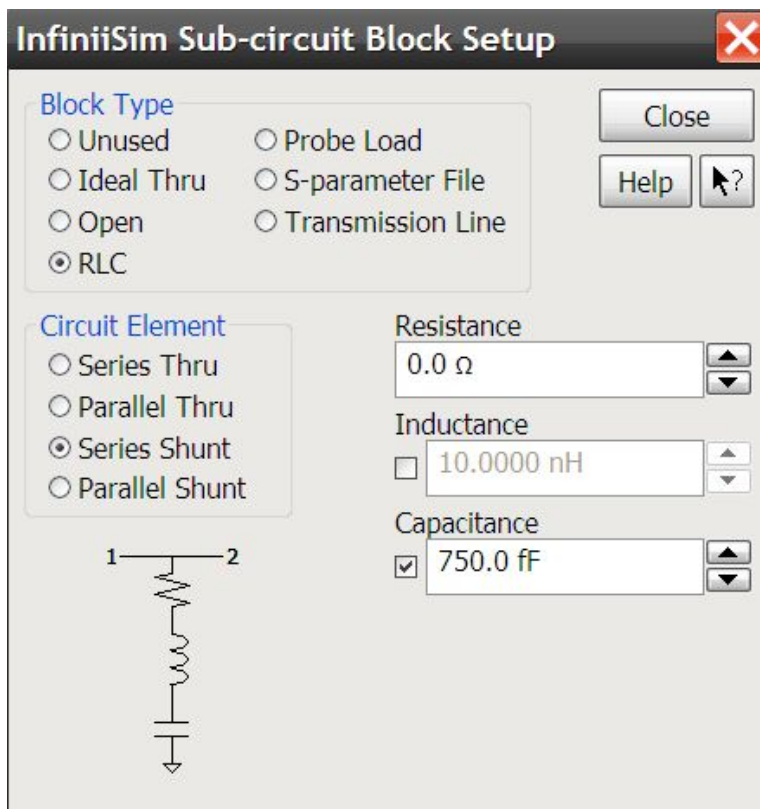 InfiniiSim Sub-circuit Block Setup
Block Type
Unused
Probe Load
Ideal Thru
S-parameter File
Open
Transmission Line
RLC
Close
Help
?
Circuit Element
Series Thru
Parallel Thru
Series Shunt
Parallel Shunt
Resistance
0.0 Ω
Inductance
10.0000 nH
Capacitance
750.0 fF
1
2